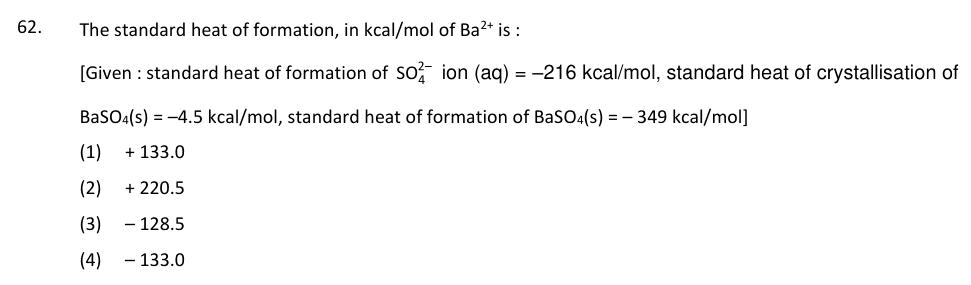 62. The standard heat of formation, in kcal/mol of Ba²⁺ is :
[Given : standard heat of formation of SO₄²⁻ ion (aq) = –216 kcal/mol, standard heat of crystallisation of
BaSO₄(s) = –4.5 kcal/mol, standard heat of formation of BaSO₄(s) = – 349 kcal/mol]
(1) + 133.0
(2) + 220.5
(3) – 128.5
(4) – 133.0